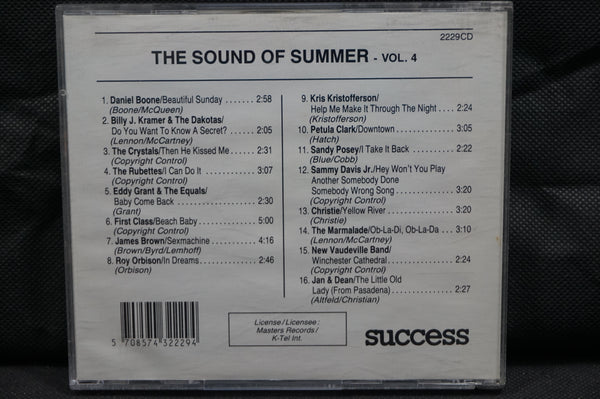 2229CD
THE SOUND OF SUMMER - VOL. 4
1. Daniel Boone/Beautiful Sunday ....... 2:58
(Boone/McQueen)
2. Billy J. Kramer & The Dakotas/
Do You Want To Know A Secret? ...... 2:05
(Lennon/McCartney)
3. The Crystals/Then He Kissed Me ...... 2:31
(Copyright Control)
4. The Rubettes/I Can Do It ............ 3:07
(Copyright Control)
5. Eddy Grant & The Equals/
Baby Come Back ............ 2:30
(Grant)
6. First Class/Beach Baby ............ 5:00
(Copyright Control)
7. James Brown/Sexmachine .......... 4:16
(Brown/Byrd/Lemhoff)
8. Roy Orbison/In Dreams ............ 2:46
(Orbison)
9. Kris Kristofferson/
Help Me Make It Through The Night .... 2:24
(Kristofferson)
10. Petula Clark/Downtown ............ 3:05
(Hatch)
11. Sandy Posey/I Take It Back .......... 2:22
(Blue/Cobb)
12. Sammy Davis Jr./Hey Won't You Play
Another Somebody Done
Somebody Wrong Song ............ 3:20
(Copyright Control)
13. Christie/Yellow River ............ 3:20
(Christie)
14. The Marmalade/Ob-La-Di, Ob-La-Da ... 3:10
(Lennon/McCartney)
15. New Vaudeville Band/
Winchester Cathedral ............ 2:24
(Copyright Control)
16. Jan & Dean/The Little Old
Lady (From Pasadena) ............ 2:27
(Altfeld/Christian)
5 708574 322294
License/Licensee:
Masters Records/
K-Tel Int.
success